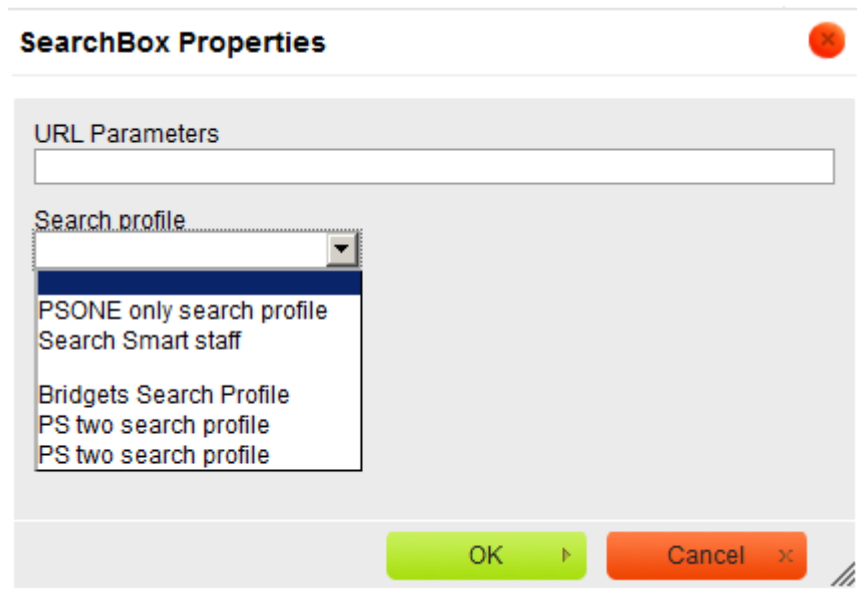 SearchBox Properties
URL Parameters
Search profile
PSONE only search profile
Search Smart staff
Bridgets Search Profile
PS two search profile
PS two search profile
OK
Cancel